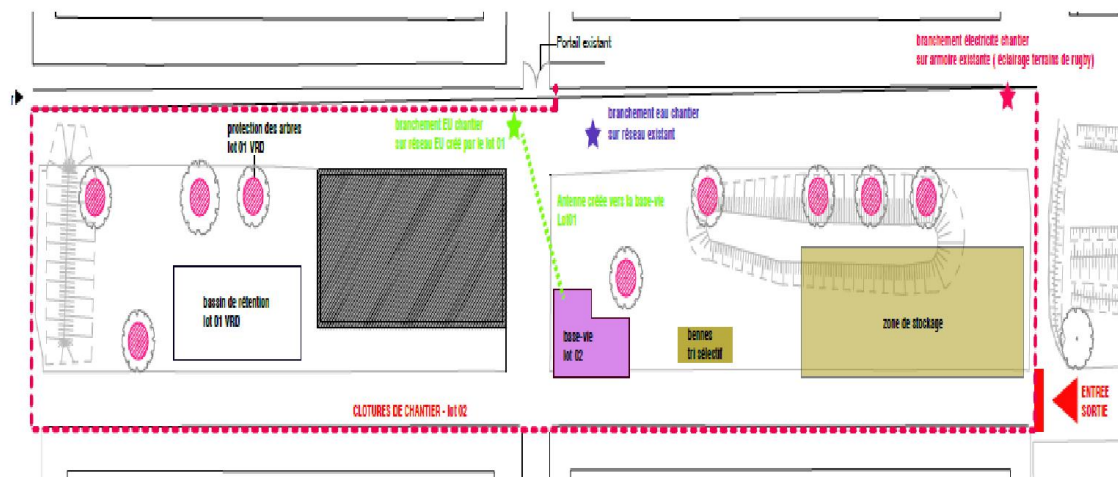 Portail existant
branchement électricité chantier
sur armoire existante ( éclairage terrains de rugby)
branchement EU chantier
sur réseau EU créé par le lot 01
branchement eau chantier
sur réseau existant
protection des arbres
lot 01 VRD
Antenne créée vers la base-vie
Lot01
bassin de rétention
lot 01 VRD
base-vie
lot 02
bennes
tri sélectif
zone de stockage
CLOTURES DE CHANTIER - lot 02
ENTREE
SORTIE